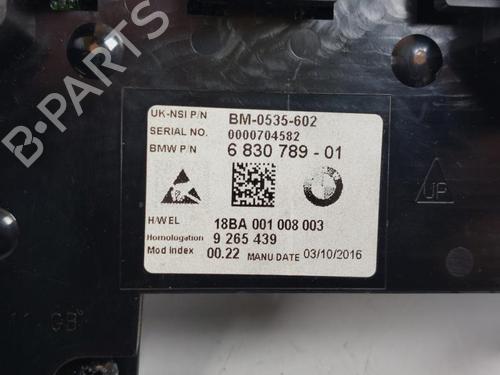 B-PARTS
UK-NSI P/N BM-0535-602
SERIAL NO. 0000704582
BMW P/N 6 830 789 - 01
H/W EL 18BA 001 008 003
Homologation 9 265 439
Mod Index 00.22 MANU DATE 03/10/2016
UP
GB